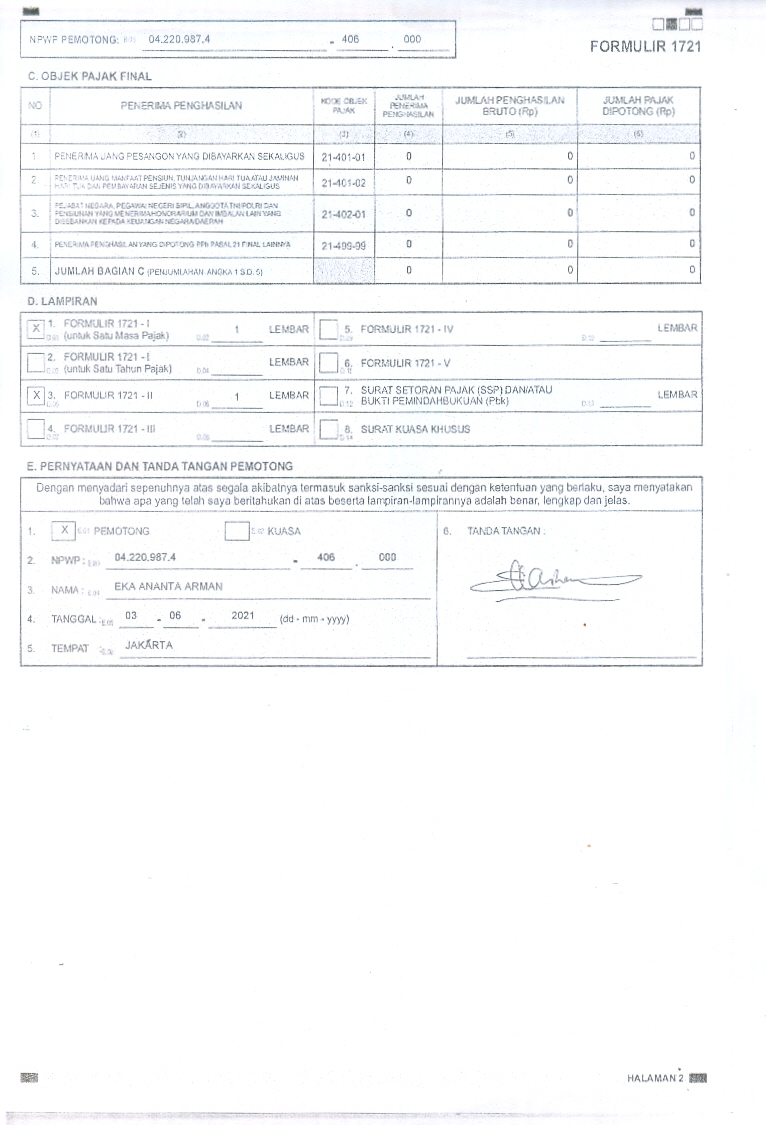 NPWP PEMOTONG: 04.220.987.4 - 406 . 000
FORMULIR 1721
C. OBJEK PAJAK FINAL
NO PENERIMA PENGHASILAN KODE OBJEK PAJAK JUMLAH PENERIMA PENGHASILAN JUMLAH PENGHASILAN BRUTO (Rp) JUMLAH PAJAK DIPOTONG (Rp)
(1) (2) (3) (4) (5) (6)
1 PENERIMA UANG PESANGON YANG DIBAYARKAN SEKALIGUS 21-401-01 0 0 0
2. PENERIMA UANG MANFAAT PENSIUN, TUNJANGAN HARI TUA ATAU JAMINAN
HARI TUA DAN PEMBAYARAN SEJENIS YANG DIBAYARKAN SEKALIGUS 21-401-02 0 0 0
3. PEJABAT NEGARA, PEGAWAI NEGERI SIPIL, ANGGOTA TNI/POLRI DAN
PENSIUNAN YANG MENERIMA HONORARIUM DAN IMBALAN LAIN YANG
DIBEBANKAN KEPADA KEUANGAN NEGARA/DAERAH 21-402-01 0 0 0
4. PENERIMA PENGHASILAN YANG DIPOTONG PPh PASAL 21 FINAL LAINNYA 21-499-99 0 0 0
5. JUMLAH BAGIAN C (PENJUMLAHAN ANGKA 1 S.D. 5) 0 0 0
D. LAMPIRAN
X 1. FORMULIR 1721 - I
(untuk Satu Masa Pajak) 1 LEMBAR
5. FORMULIR 1721 - IV LEMBAR
2. FORMULIR 1721 - I
(untuk Satu Tahun Pajak) LEMBAR
6. FORMULIR 1721 - V
X 3. FORMULIR 1721 - II 1 LEMBAR
7. SURAT SETORAN PAJAK (SSP) DAN/ATAU
BUKTI PEMINDAHBUKUAN (Pbk) LEMBAR
4. FORMULIR 1721 - III LEMBAR
8. SURAT KUASA KHUSUS
E. PERNYATAAN DAN TANDA TANGAN PEMOTONG
Dengan menyadari sepenuhnya atas segala akibatnya termasuk sanksi-sanksi sesuai dengan ketentuan yang berlaku, saya menyatakan
bahwa apa yang telah saya beritahukan di atas beserta lampiran-lampirannya adalah benar, lengkap dan jelas.
1. X PEMOTONG KUASA
2. NPWP : 04.220.987.4 - 406 . 000
3. NAMA : EKA ANANTA ARMAN
4. TANGGAL : 03 - 06 - 2021 (dd - mm - yyyy)
5. TEMPAT : JAKARTA
6. TANDA TANGAN :
HALAMAN 2